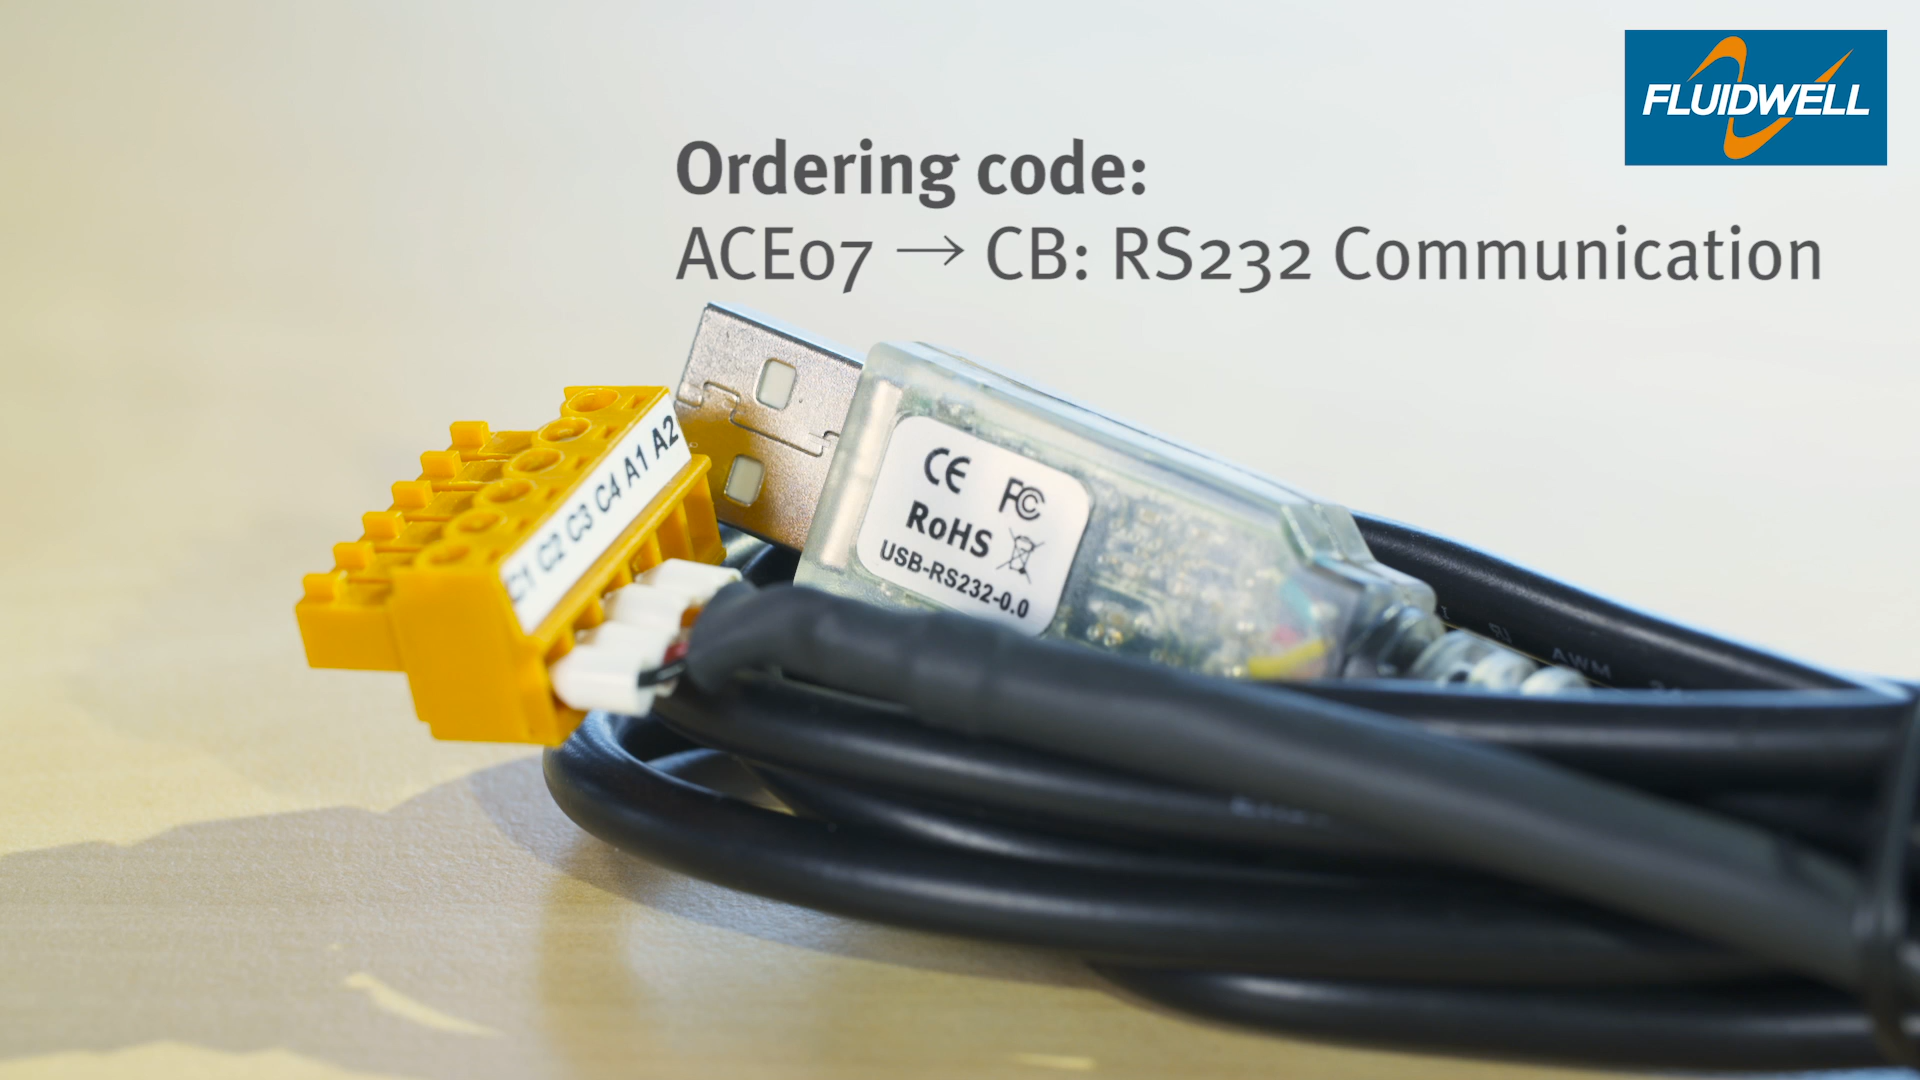 FLUIDWELL
Ordering code:
ACE07 → CB: RS232 Communication
C1 C2 C3 C4 A1 A2
CE FC
RoHS
USB-RS232-0.0
AWM